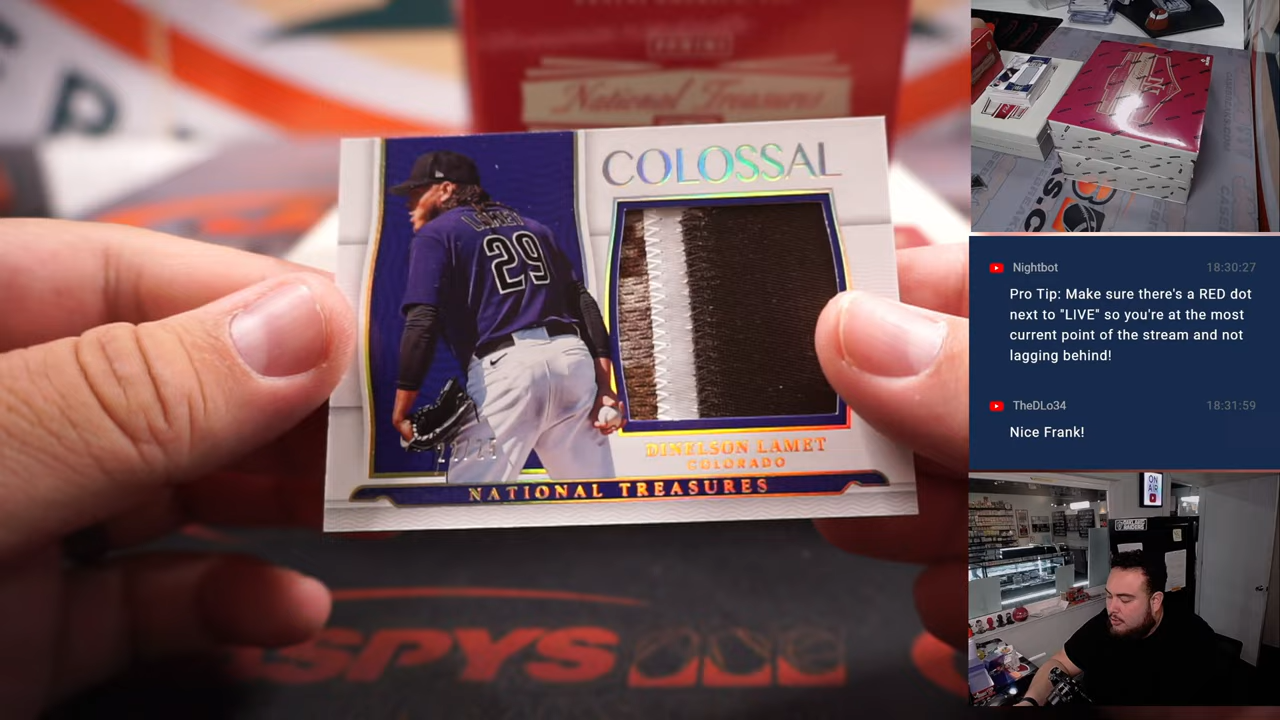 PANINI
National Treasures
COLOSSAL
LAMET
29
DINELSON LAMET
COLORADO
NATIONAL TREASURES
Nightbot 18:30:27
Pro Tip: Make sure there's a RED dot
next to "LIVE" so you're at the most
current point of the stream and not
lagging behind!
TheDLo34 18:31:59
Nice Frank!
ON
AIR